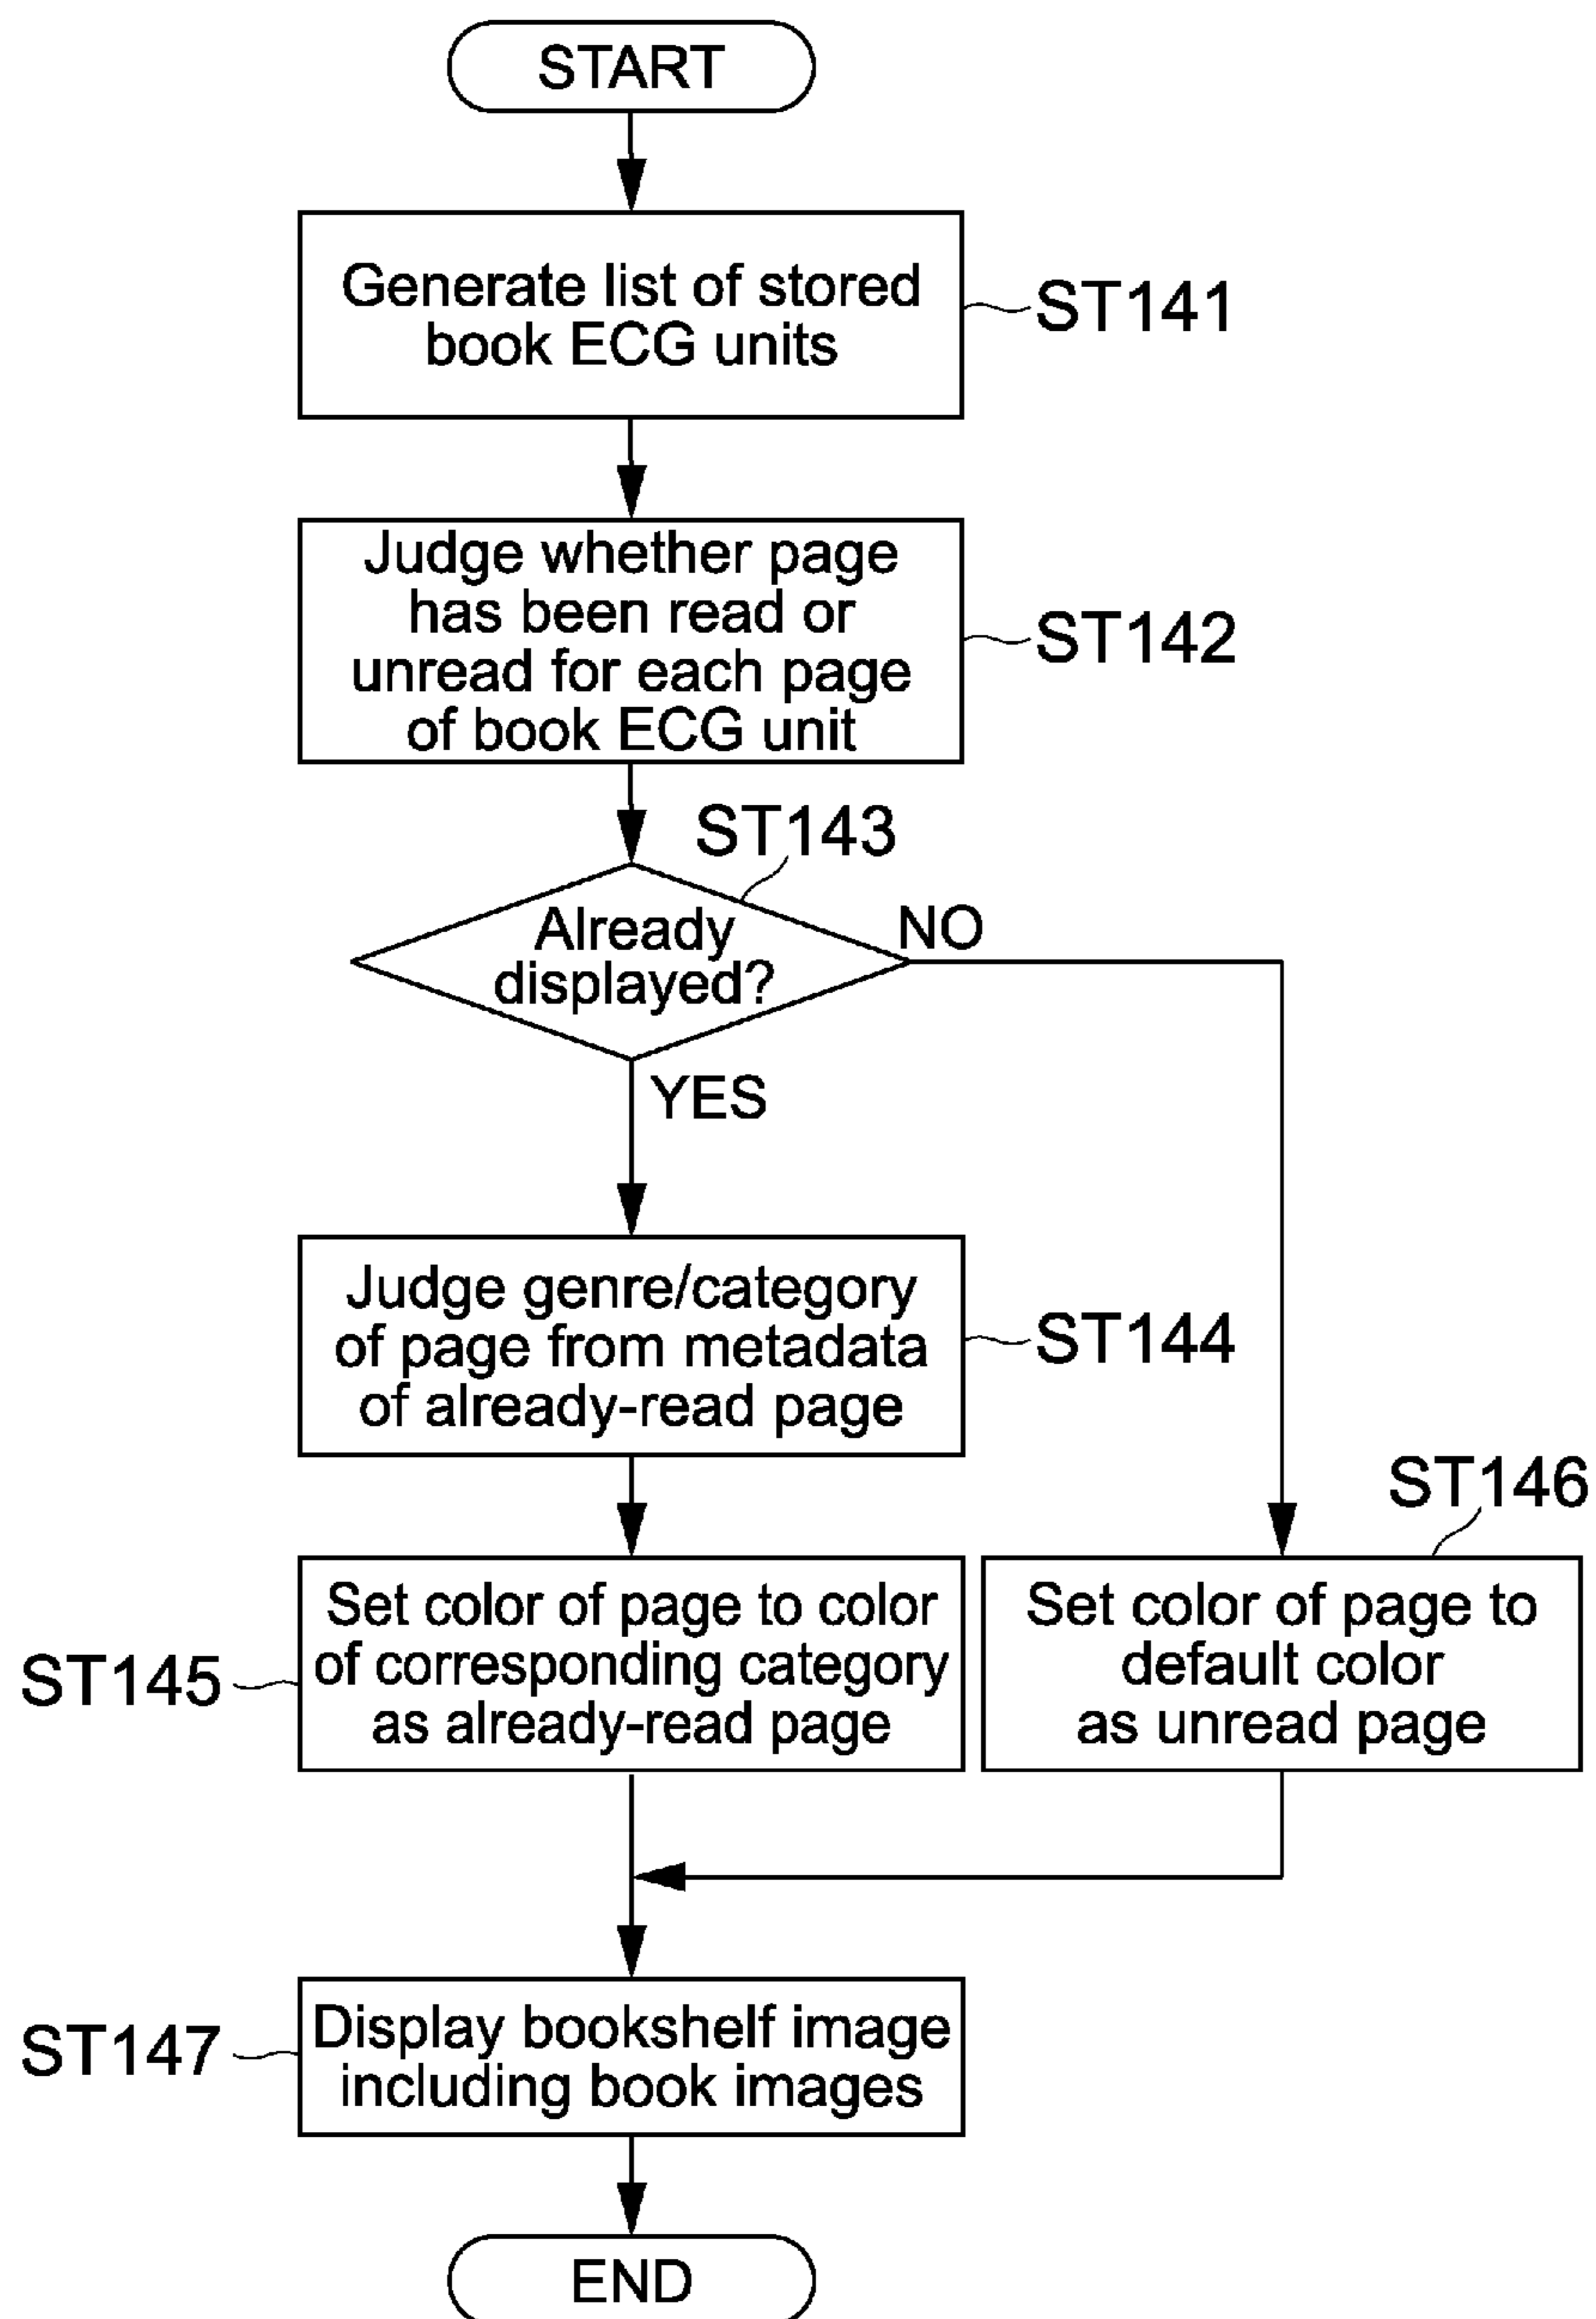 START
Generate list of stored
book ECG units
ST141
Judge whether page
has been read or
unread for each page
of book ECG unit
ST142
ST143
Already
displayed?
NO
YES
Judge genre/category
of page from metadata
of already-read page
ST144
ST146
Set color of page to color
of corresponding category
as already-read page
ST145
Set color of page to
default color
as unread page
Display bookshelf image
including book images
ST147
END